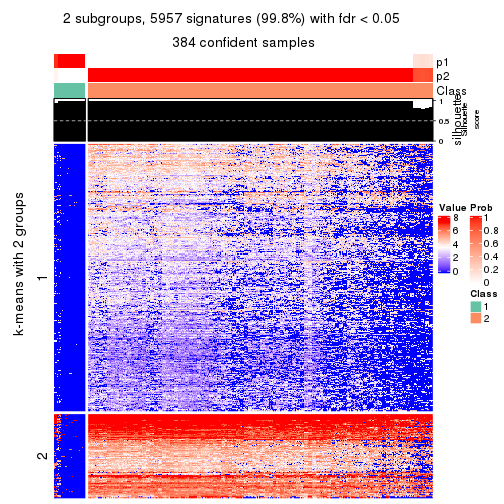 2 subgroups, 5957 signatures (99.8%) with fdr < 0.05
384 confident samples
p1
p2
Class
1
0.5
0
silhouette
Silhouette
score
k-means with 2 groups
1
2
Value
8
6
4
2
0
Prob
1
0.8
0.6
0.4
0.2
0
Class
1
2